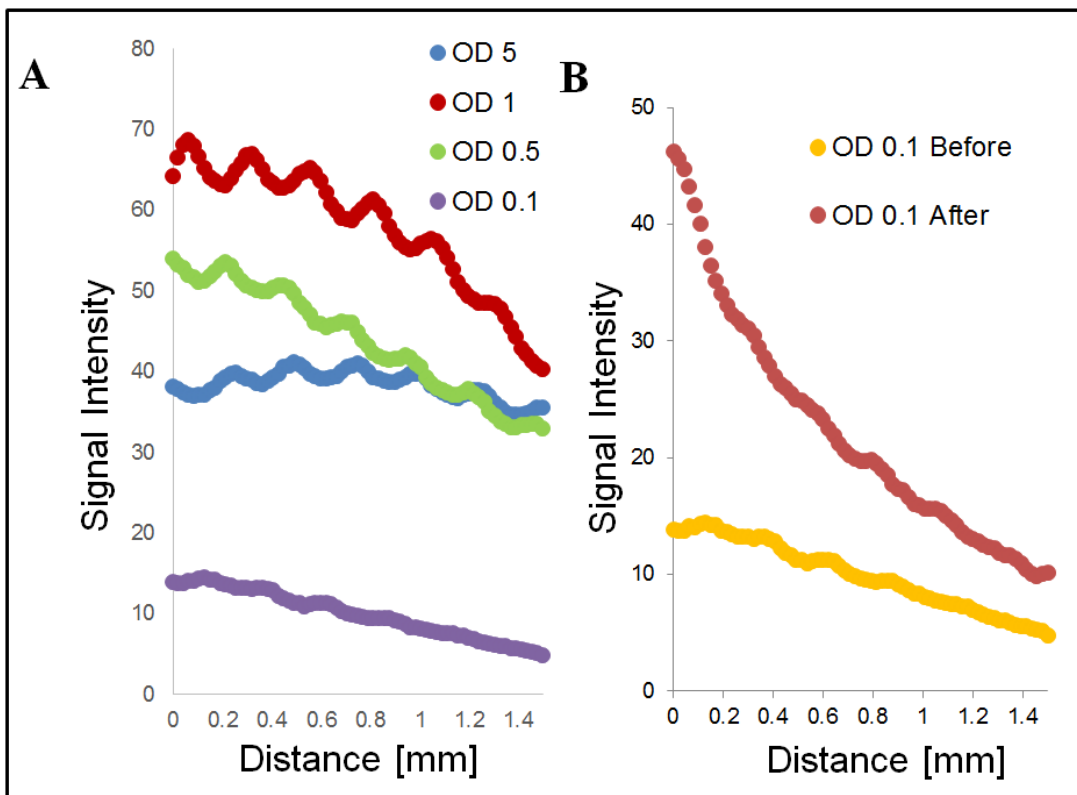 A
Signal Intensity
80
70
60
50
40
30
20
10
0
OD 5
OD 1
OD 0.5
OD 0.1
0 0.2 0.4 0.6 0.8 1 1.2 1.4
Distance [mm]
B
Signal Intensity
50
40
30
20
10
0
OD 0.1 Before
OD 0.1 After
0 0.2 0.4 0.6 0.8 1 1.2 1.4
Distance [mm]